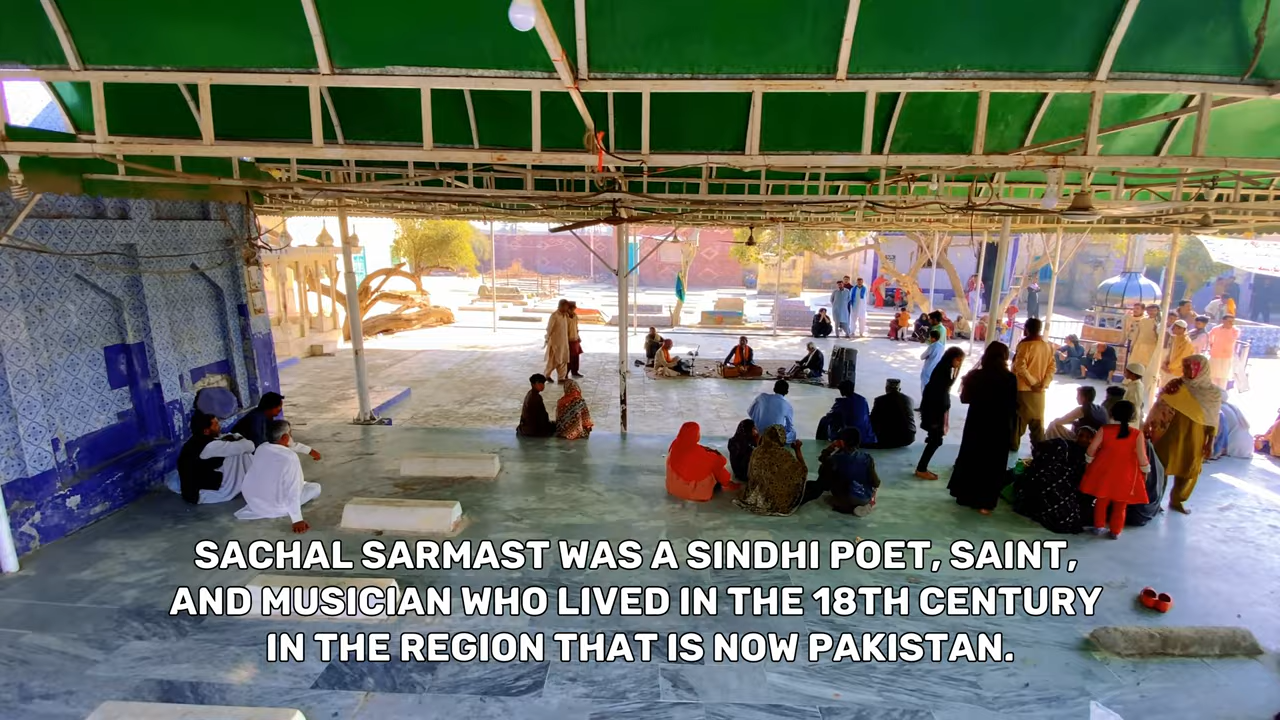 SACHAL SARMAST WAS A SINDHI POET, SAINT,
AND MUSICIAN WHO LIVED IN THE 18TH CENTURY
IN THE REGION THAT IS NOW PAKISTAN.